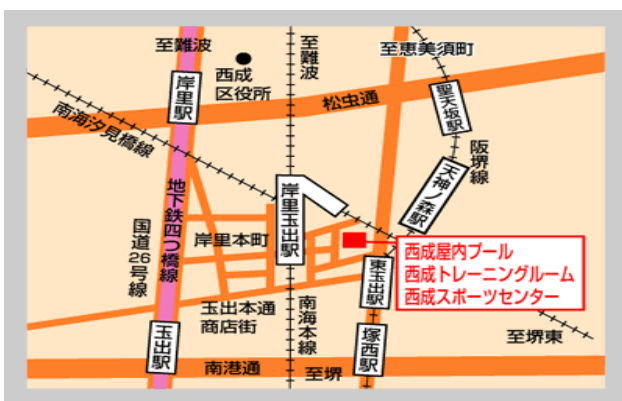 至難波
至難波
至恵美須町
西成
区役所
岸里駅
松虫通
聖天坂駅
南海汐見橋線
阪堺線
天神ノ森駅
地下鉄四つ橋線
国道26号線
岸里玉出駅
岸里本町
西成屋内プール
西成トレーニングルーム
西成スポーツセンター
東玉出駅
玉出本通
商店街
南海本線
塚西駅
至堺東
玉出駅
南港通
至堺